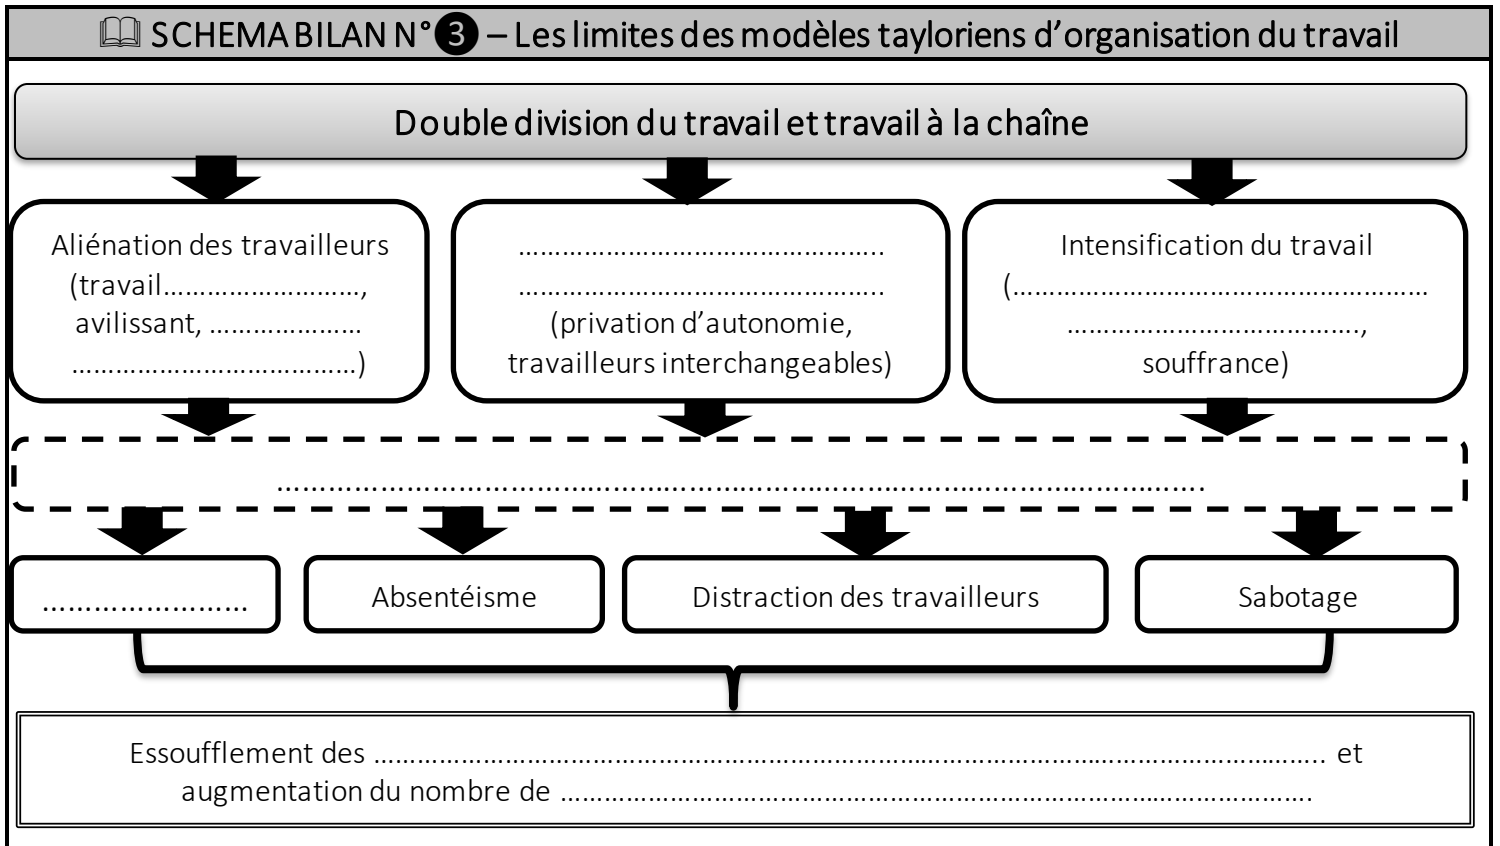 📖 SCHEMA BILAN N°❸ – Les limites des modèles tayloriens d’organisation du travail
Double division du travail et travail à la chaîne
Aliénation des travailleurs
(travail………………………,
avilissant, …………………
…………………………………)
…………………………………………..
…………………………………………..
(privation d’autonomie,
travailleurs interchangeables)
Intensification du travail
(…………………………………………………
………………………………….,
souffrance)
………………………………………………………………………………………………
……………………
Absentéisme
Distraction des travailleurs
Sabotage
Essoufflement des ………………………………………………………………………………………………………………….. et
augmentation du nombre de ………………………………………………………………………………………….